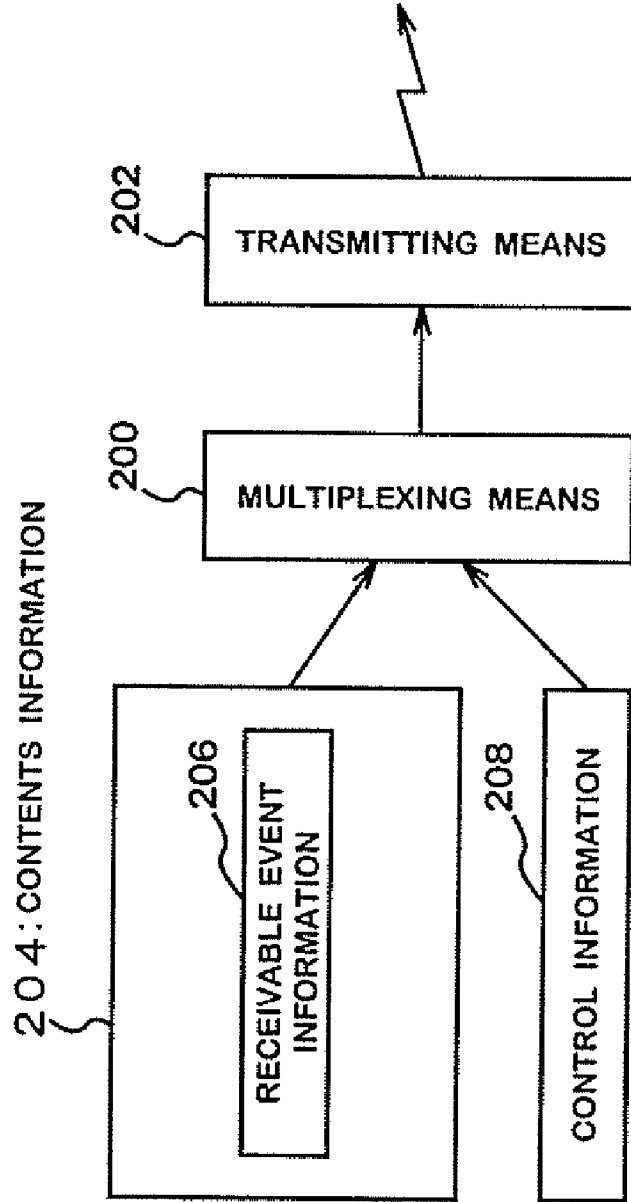 204:CONTENTS INFORMATION
206
RECEIVABLE EVENT
INFORMATION
208
CONTROL INFORMATION
200
MULTIPLEXING MEANS
202
TRANSMITTING MEANS